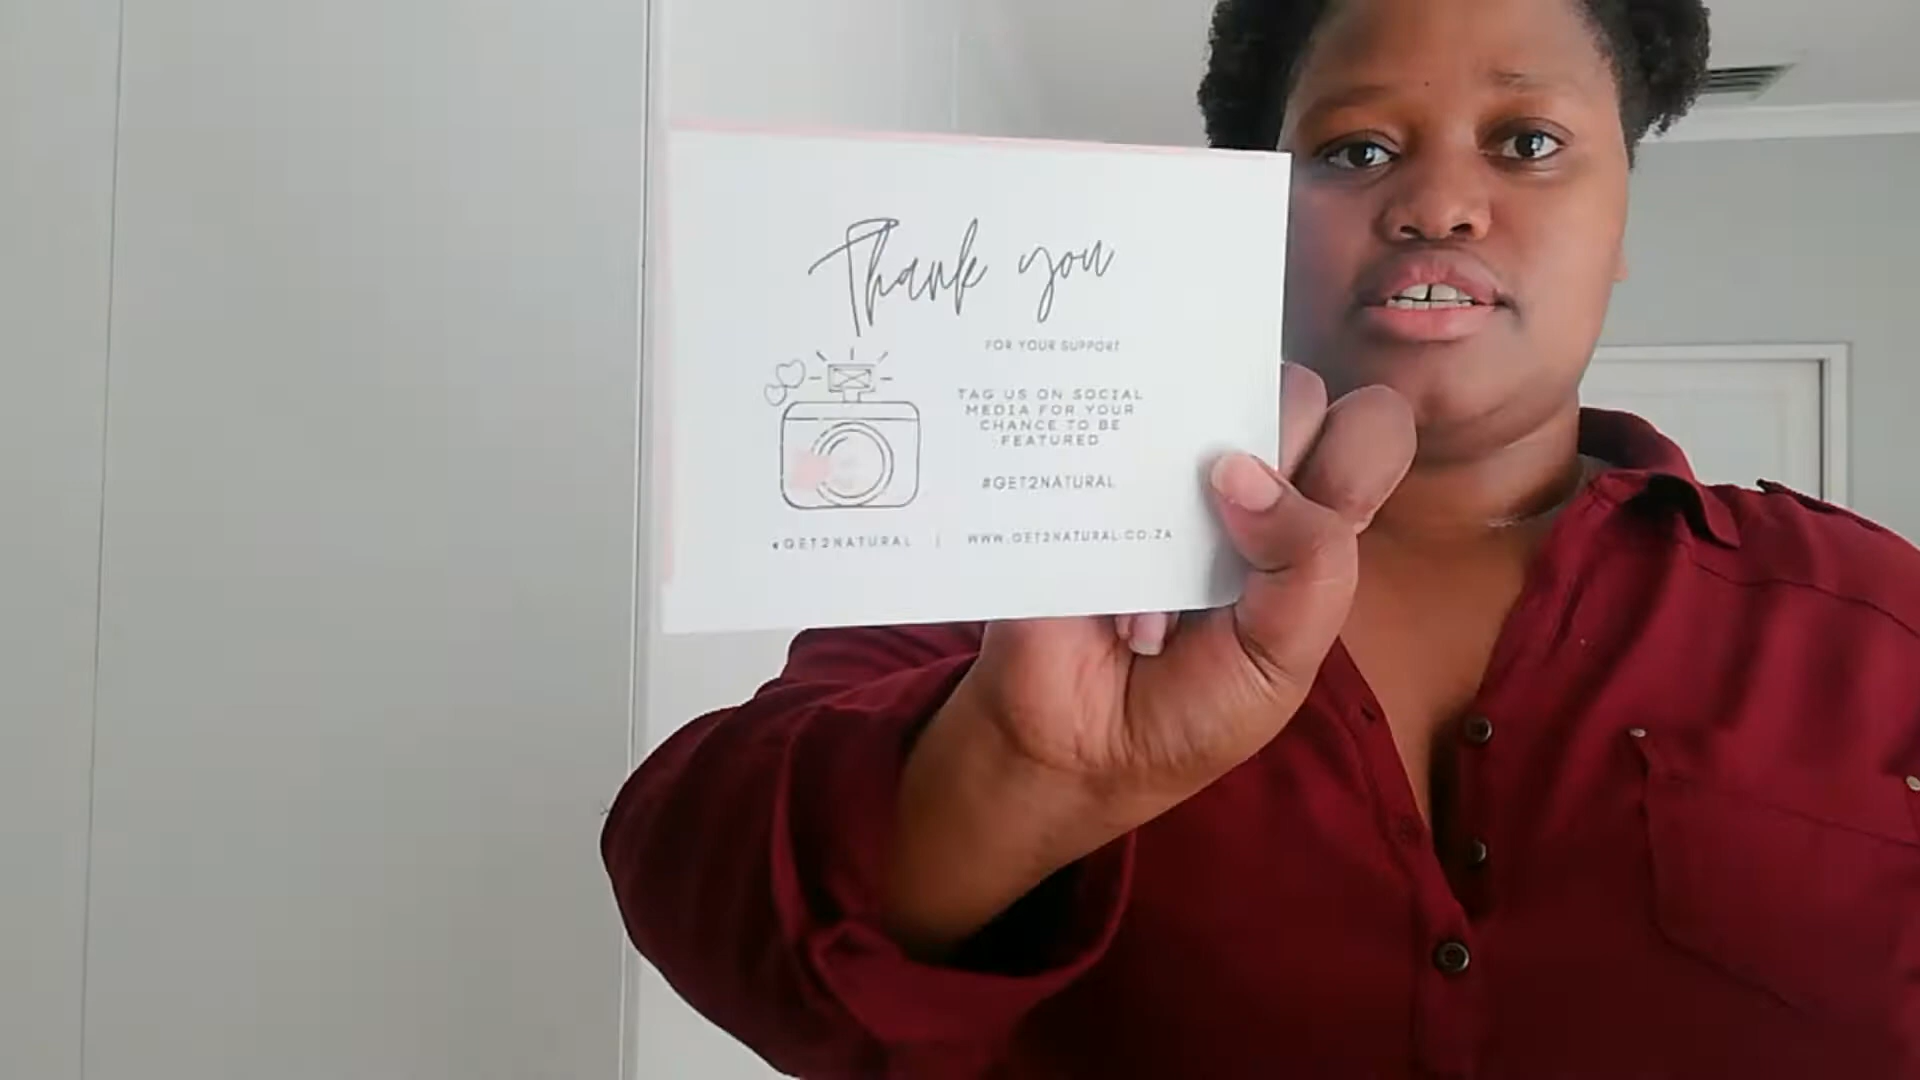 Thank you
FOR YOUR SUPPORT
TAG US ON SOCIAL
MEDIA FOR YOUR
CHANCE TO BE
FEATURED
#GET2NATURAL
@GET2NATURAL | WWW.GET2NATURAL.CO.ZA